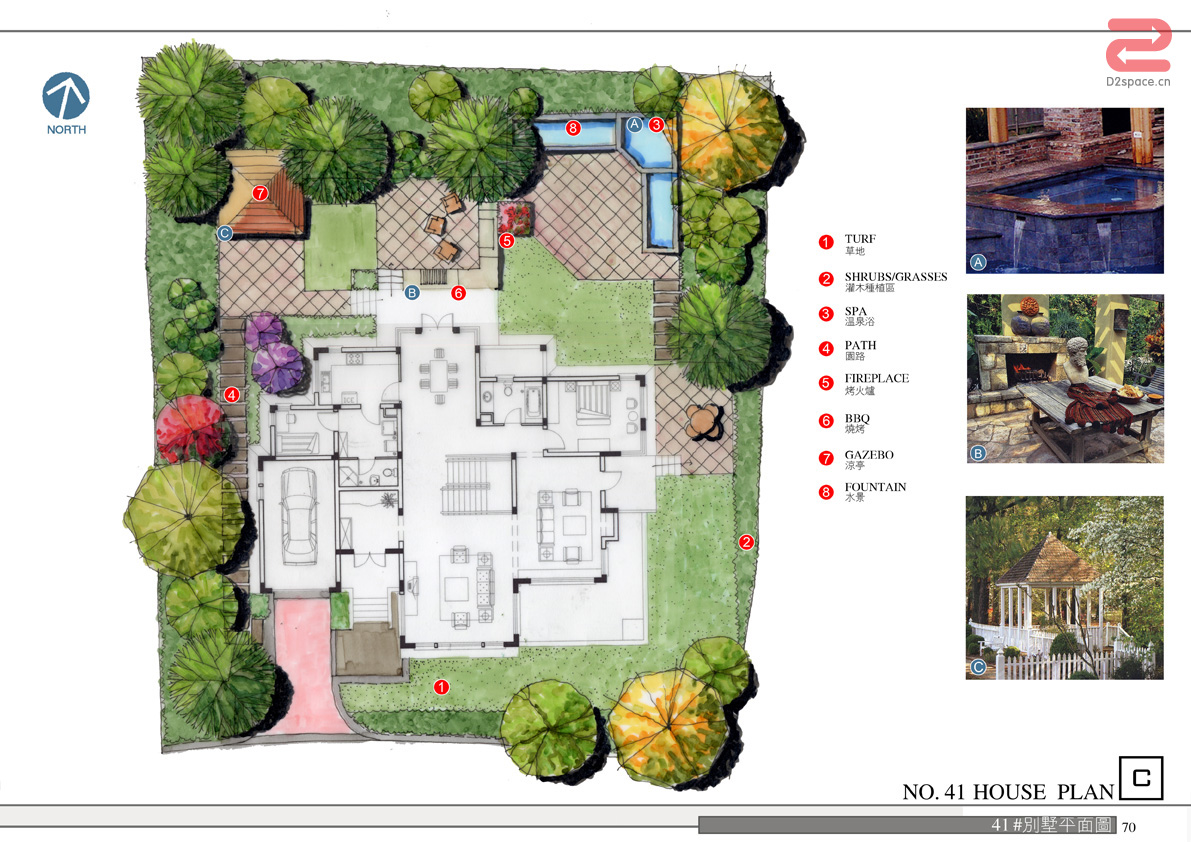 D2space.cn
NORTH
8
A
3
7
C
5
B
6
4
2
1
1 TURF
草地
2 SHRUBS/GRASSES
灌木種植區
3 SPA
溫泉浴
4 PATH
園路
5 FIREPLACE
烤火爐
6 BBQ
燒烤
7 GAZEBO
涼亭
8 FOUNTAIN
水景
A
B
C
NO. 41 HOUSE PLAN C
41#別墅平面圖 70